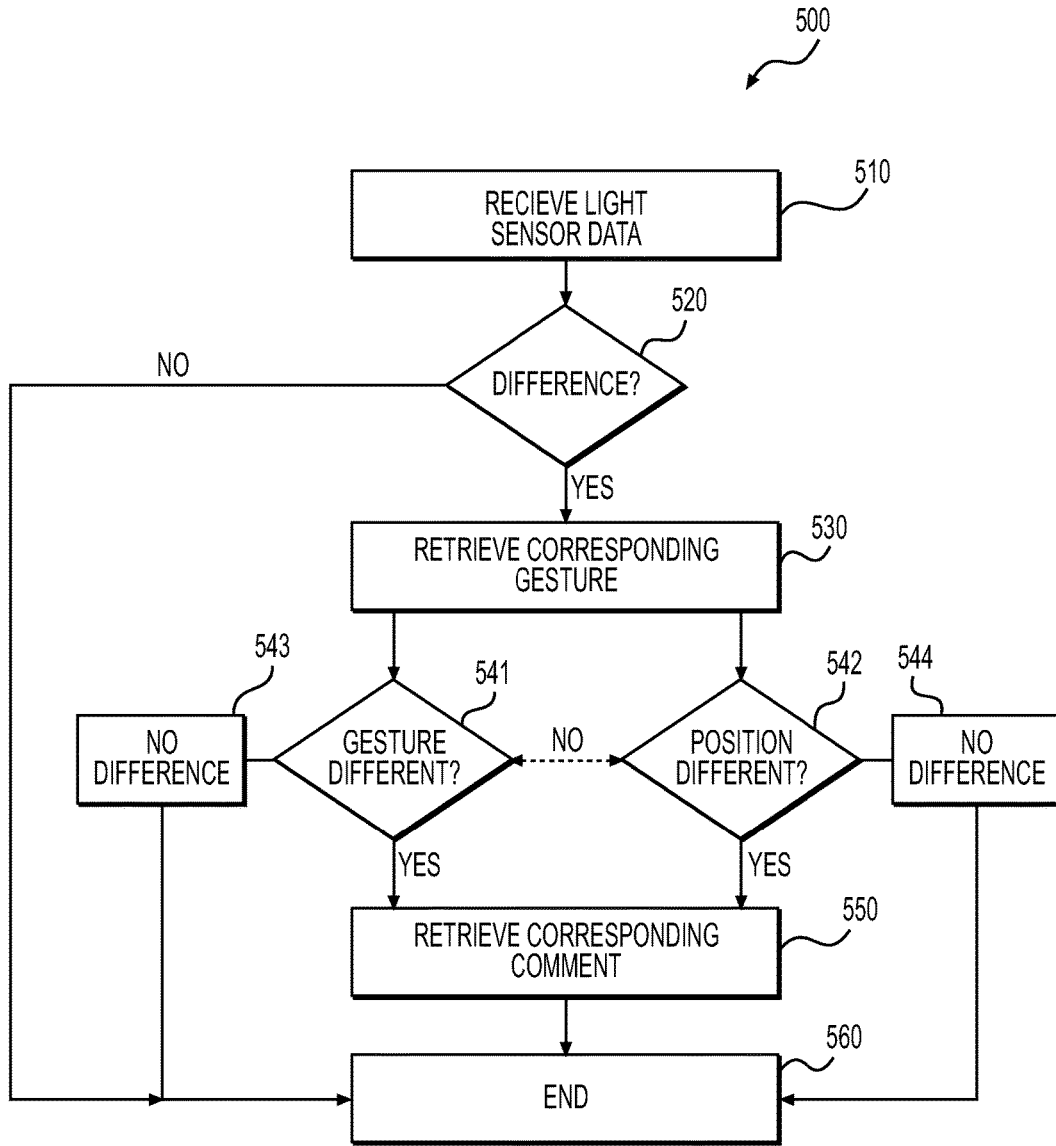 500
RECIEVE LIGHT
SENSOR DATA
510
DIFFERENCE?
520
NO
YES
RETRIEVE CORRESPONDING
GESTURE
530
543
NO
DIFFERENCE
GESTURE
DIFFERENT?
541
NO
POSITION
DIFFERENT?
542
544
NO
DIFFERENCE
YES
YES
RETRIEVE CORRESPONDING
COMMENT
550
END
560